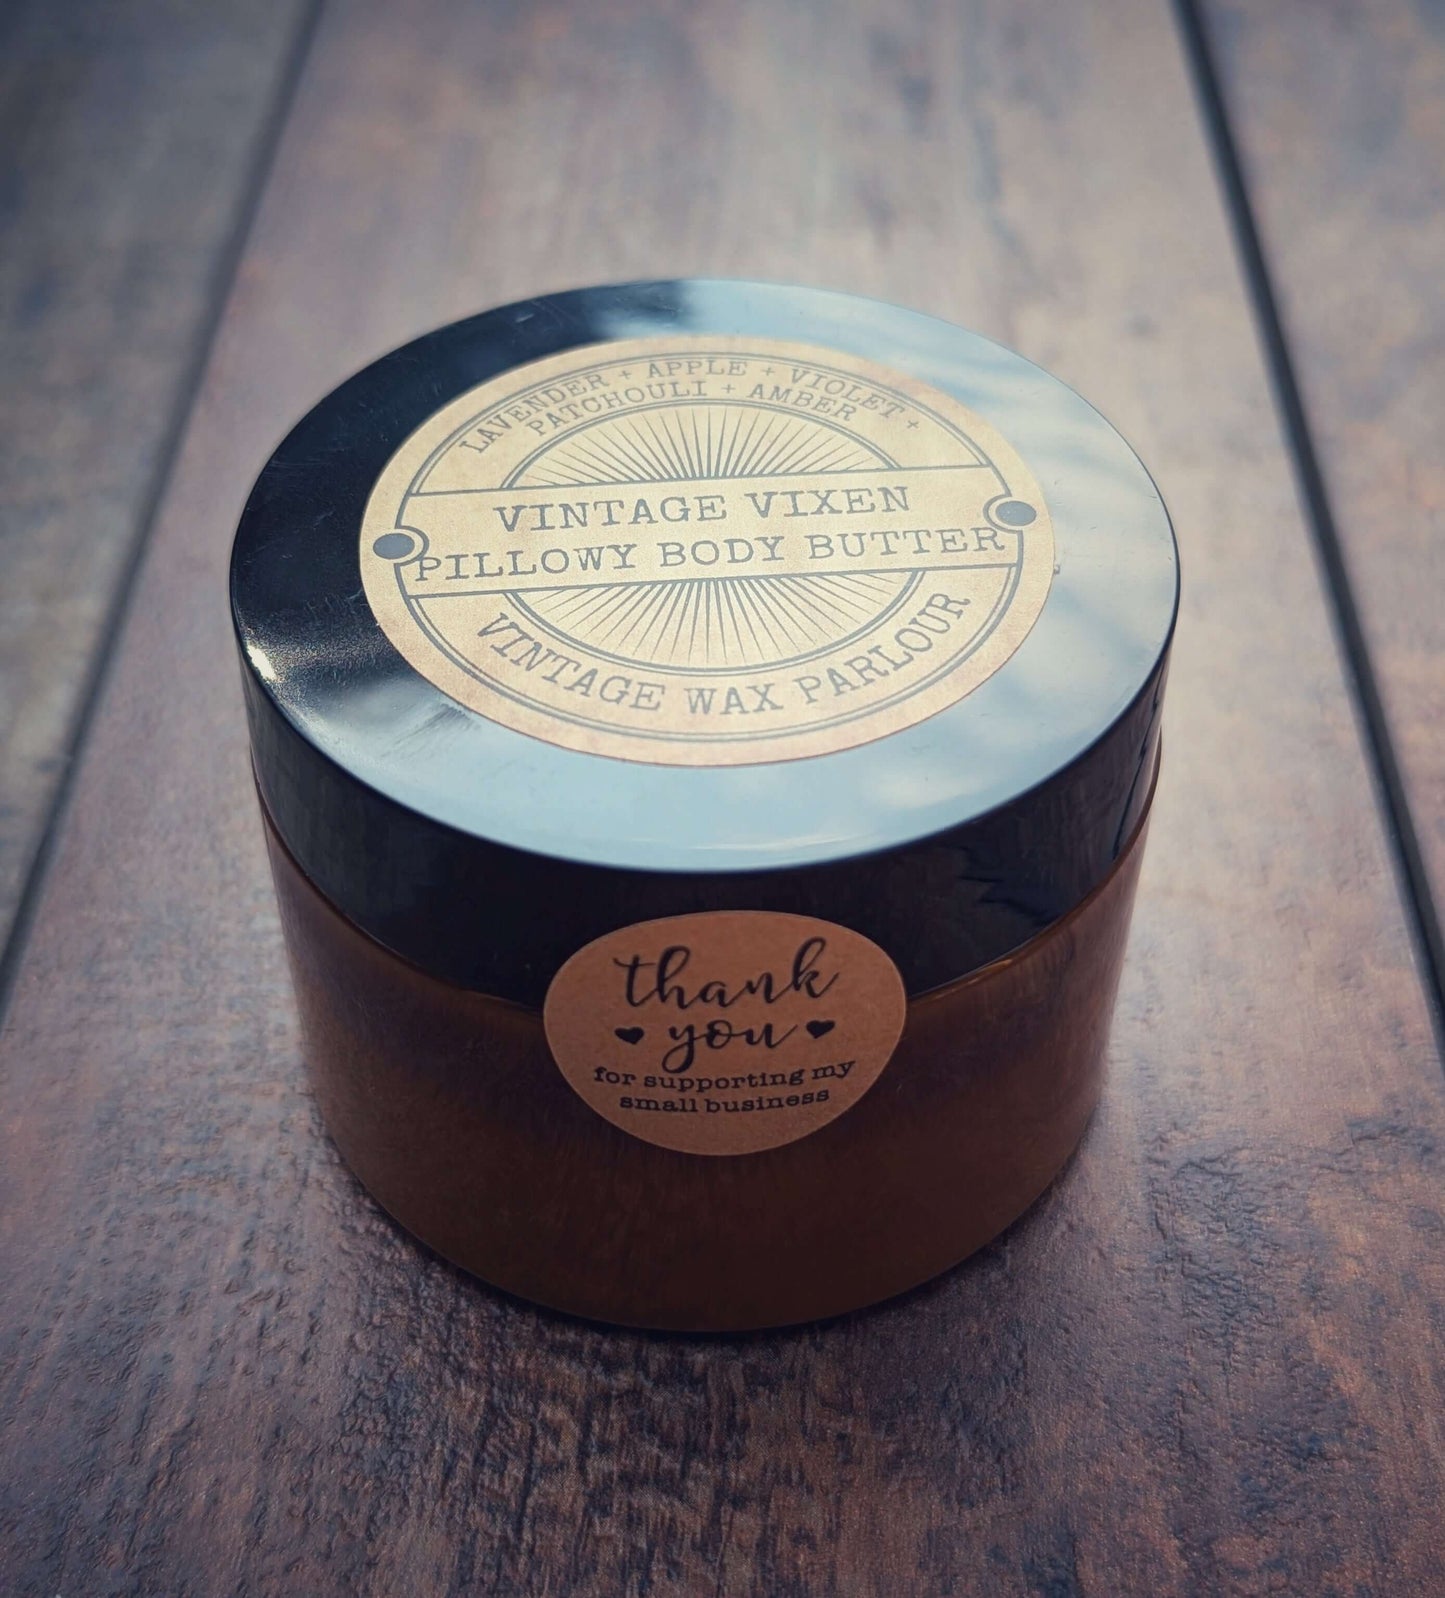 LAVENDER + APPLE + VIOLET +
PATCHOULI + AMBER
VINTAGE VIXEN
PILLOWY BODY BUTTER
VINTAGE WAX PARLOUR
thank
you
for supporting my
small business